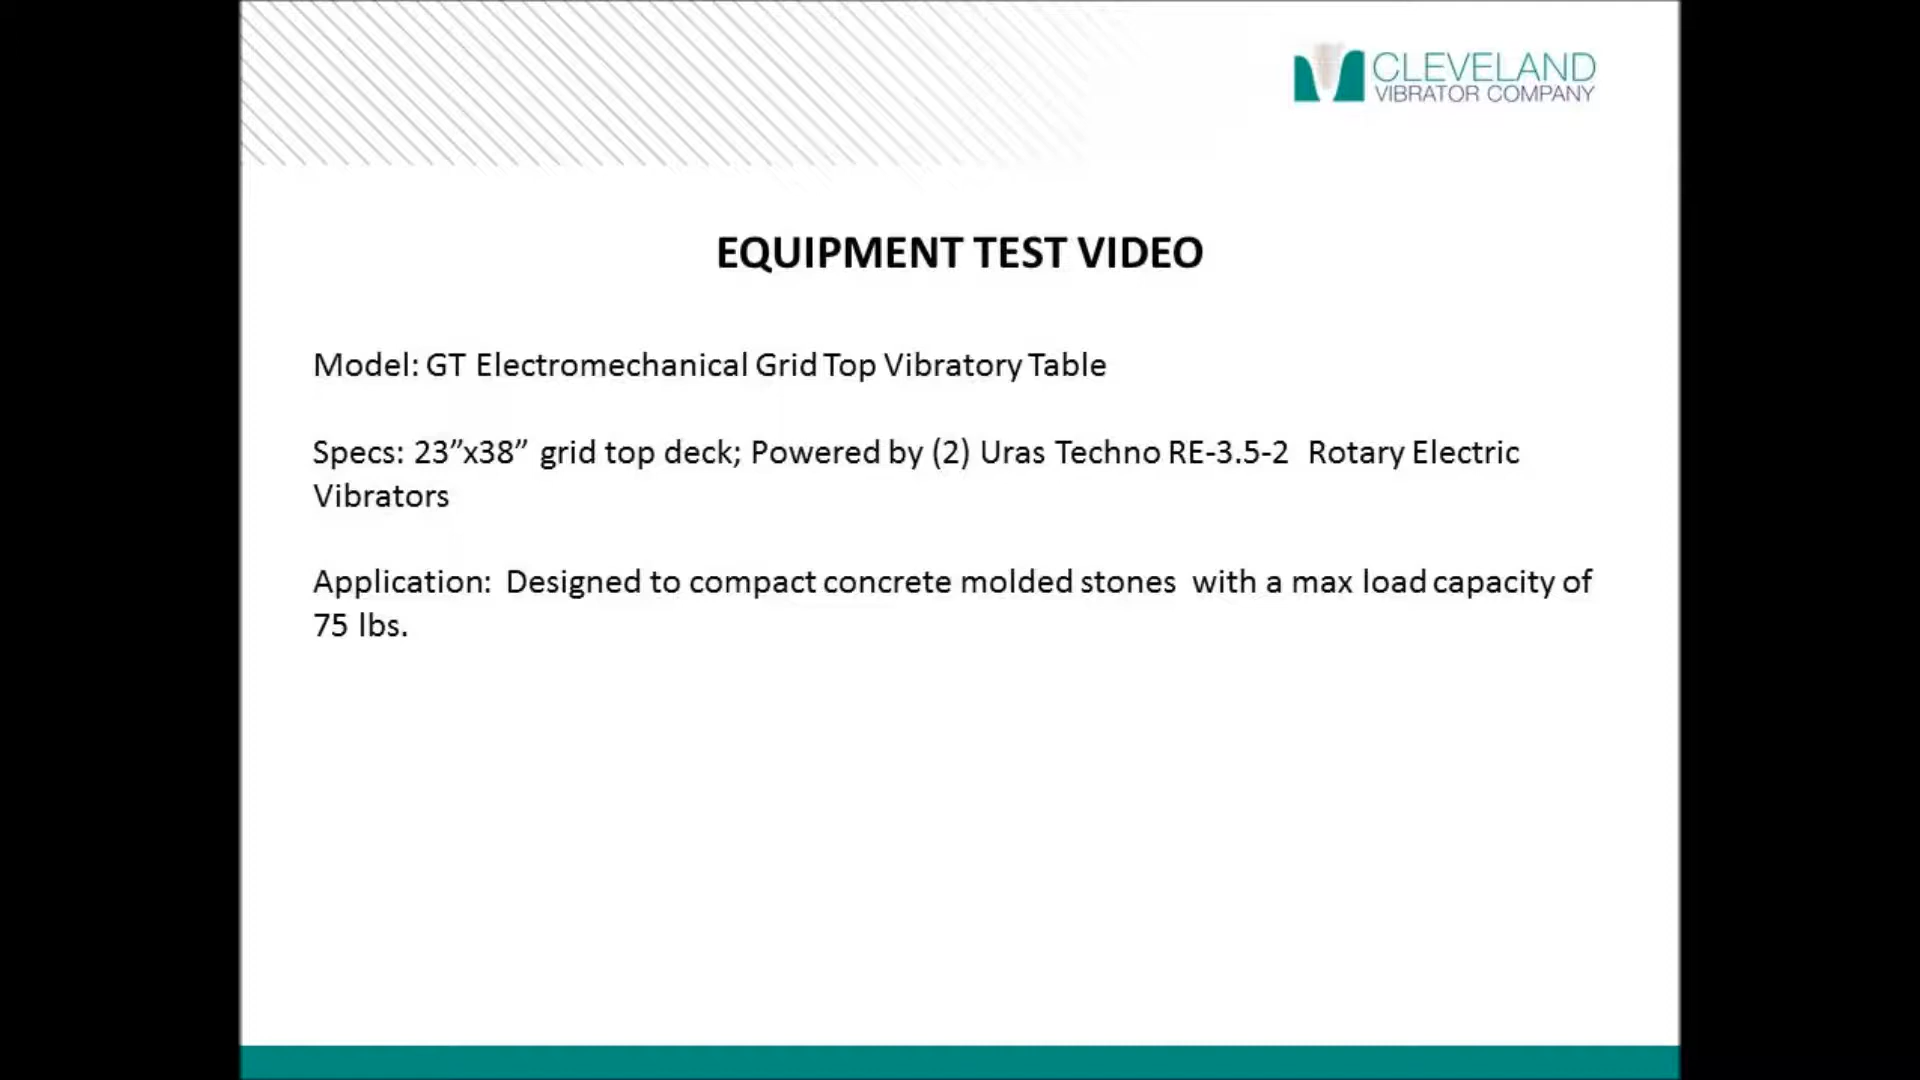 CLEVELAND
VIBRATOR COMPANY
EQUIPMENT TEST VIDEO
Model: GT Electromechanical Grid Top Vibratory Table
Specs: 23”x38” grid top deck; Powered by (2) Uras Techno RE-3.5-2 Rotary Electric
Vibrators
Application: Designed to compact concrete molded stones with a max load capacity of
75 lbs.